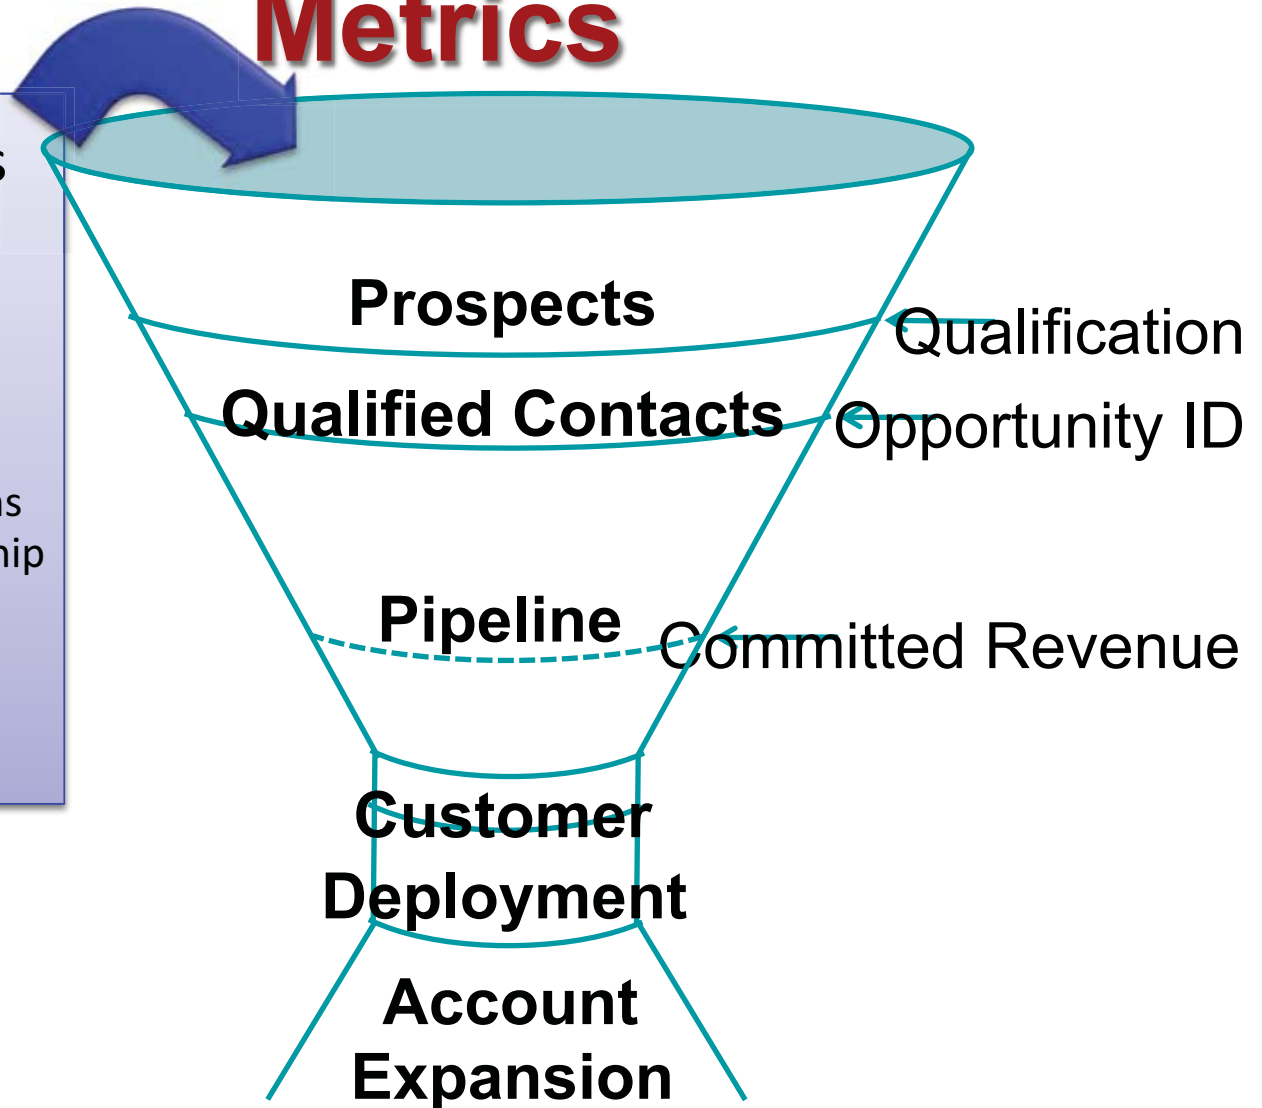 Metrics
Prospects
Qualification
Qualified Contacts
Opportunity ID
Pipeline
Committed Revenue
Customer
Deployment
Account
Expansion